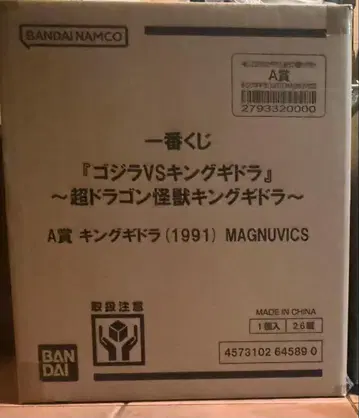 BANDAI NAMCO
A賞
2793320000
一番くじ
『ゴジラVSキングギドラ』
～超ドラゴン怪獣キングギドラ～
A賞 キングギドラ(1991) MAGNUVICS
取扱注意
MADE IN CHINA
1個入
4573102 64589 0
BAN
DAI